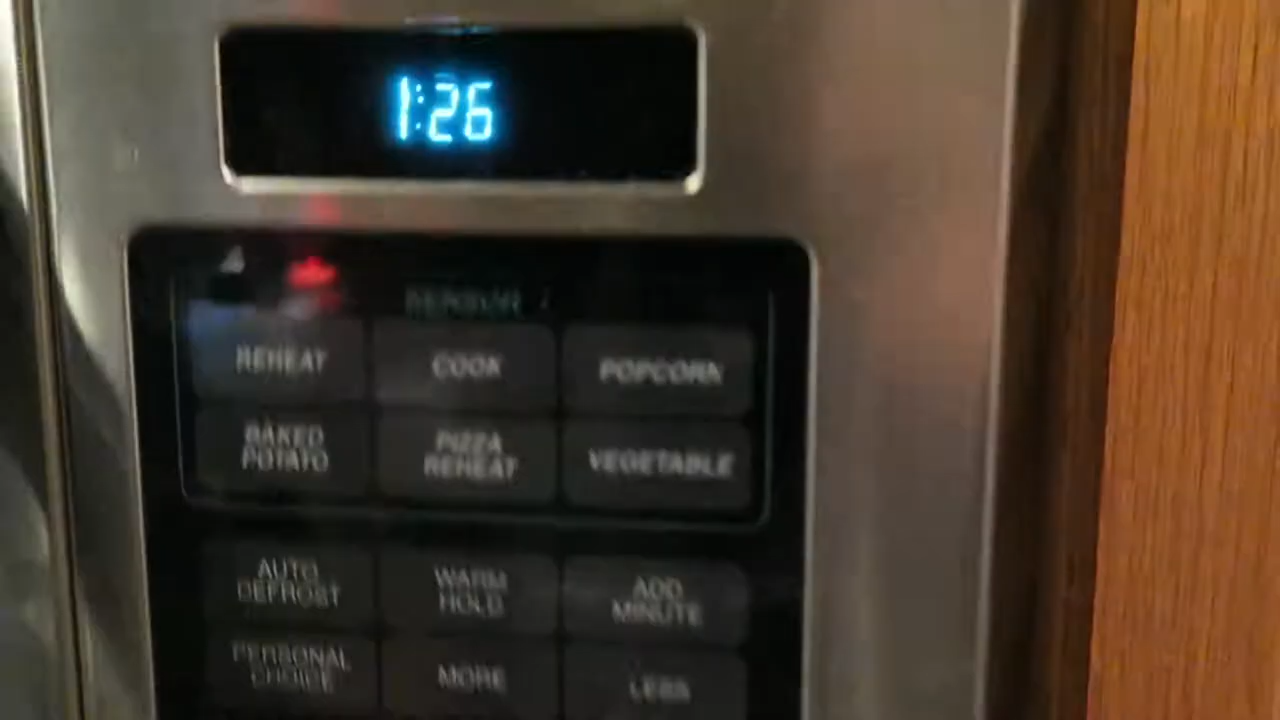 1:26
SENSOR
REHEAT
COOK
POPCORN
BAKED
POTATO
PIZZA
REHEAT
VEGETABLE
AUTO
DEFROST
WARM
HOLD
ADD
MINUTE
PERSONAL
CHOICE
MORE
LESS